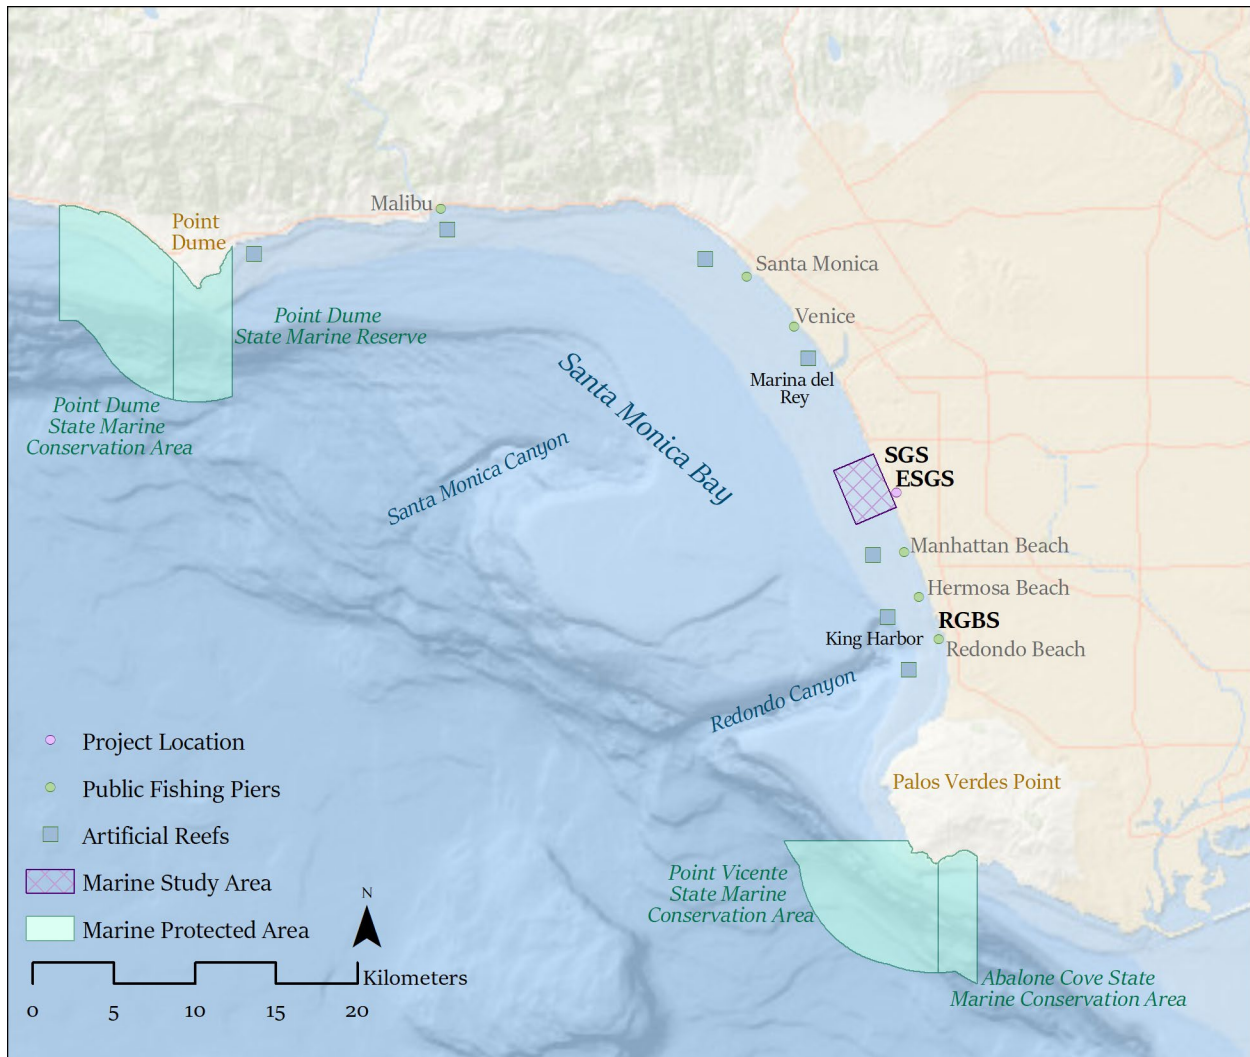 Malibu
Point
Dume
Santa Monica
Point Dume
State Marine Reserve
Venice
Marina del
Rey
Santa Monica Bay
Point Dume
State Marine
Conservation Area
Santa Monica Canyon
SGS
ESGS
Manhattan Beach
Hermosa Beach
RGBS
King Harbor
Redondo Beach
Redondo Canyon
Project Location
Public Fishing Piers
Palos Verdes Point
Artificial Reefs
Marine Study Area
Point Vicente
State Marine
Conservation Area
N
Marine Protected Area
Kilometers
Abalone Cove State
Marine Conservation Area
0 5 10 15 20